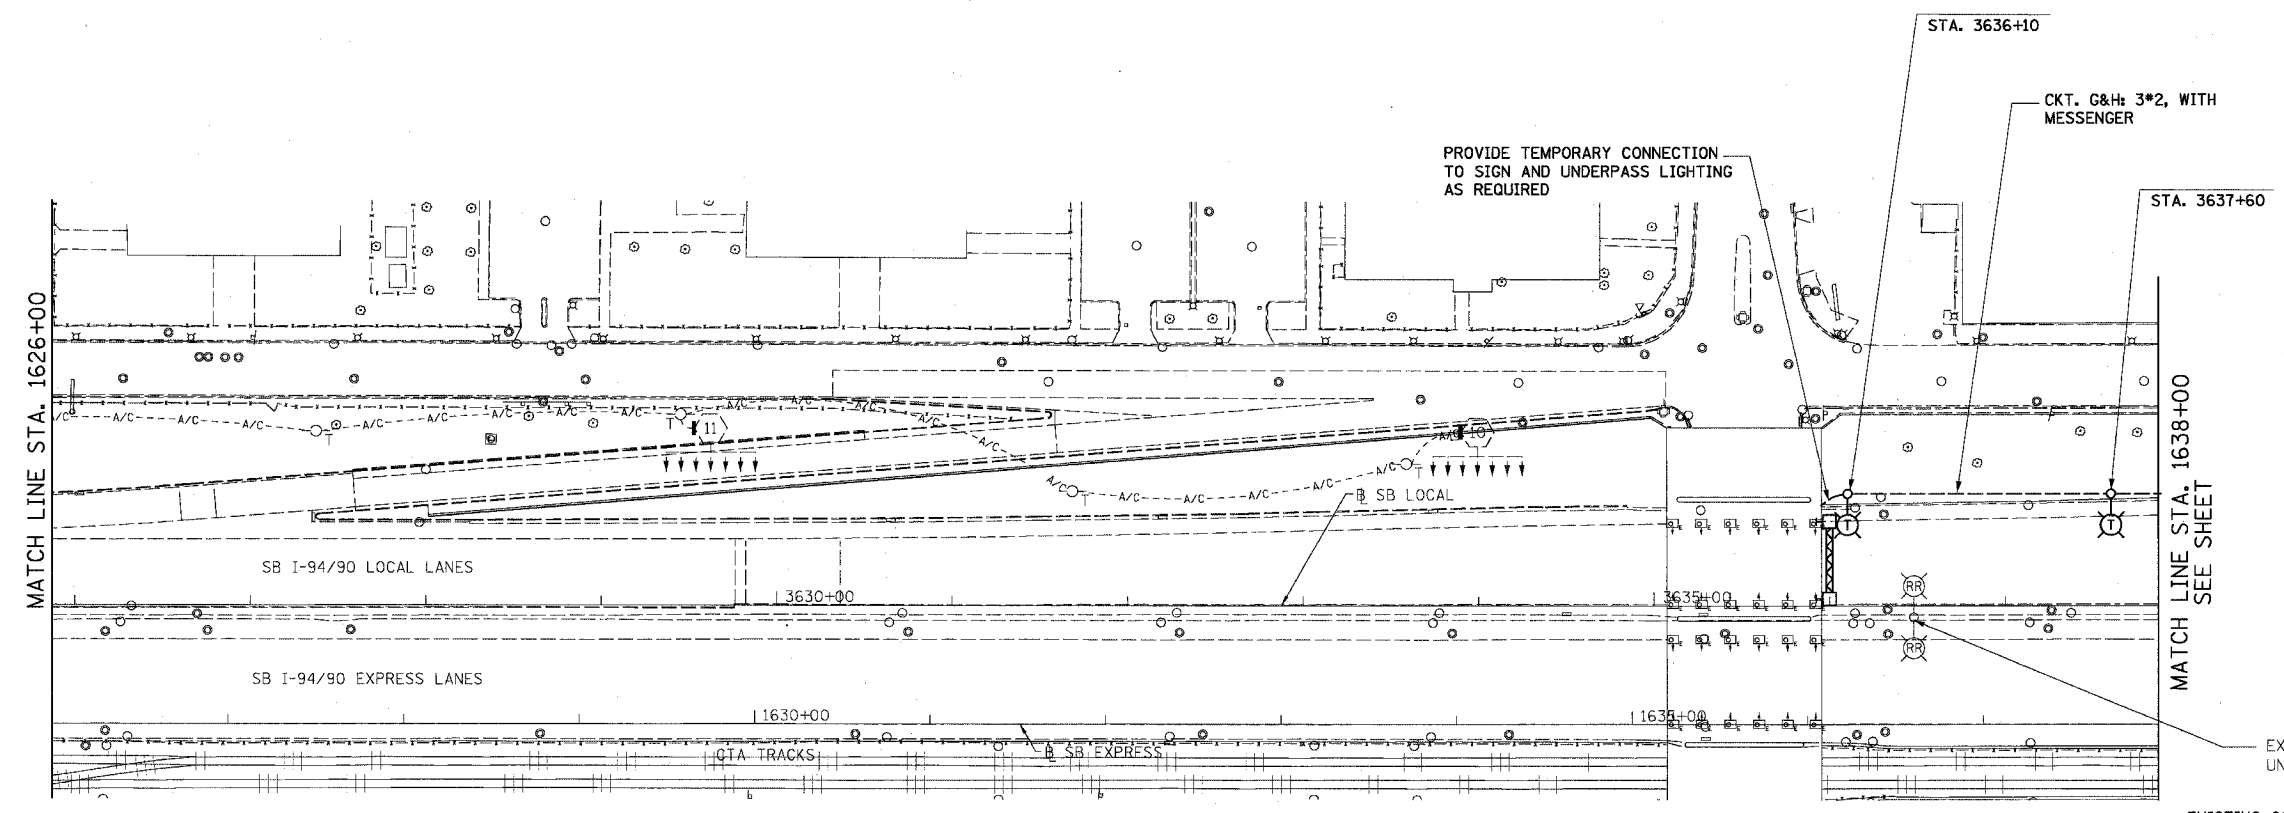 STA. 3636+10
CKT. G&H: 3#2, WITH
MESSENGER
PROVIDE TEMPORARY CONNECTION
TO SIGN AND UNDERPASS LIGHTING
AS REQUIRED
STA. 3637+60
MATCH LINE STA. 1626+00
MATCH LINE STA. 1638+00
SEE SHEET
A/C
A/C
A/C
A/C
A/C
A/C
A/C
A/C
A/C
A/C
A/C
A/C
A/C
T
T
11
10
A/C
A/C
A/C
A/C
A/C
A/C
T
T
P
SB LOCAL
T
T
SB I-94/90 LOCAL LANES
3630+00
3635+00
RR
RR
SB I-94/90 EXPRESS LANES
1630+00
1635+00
CTA TRACKS
SB EXPRESS
EX
UN